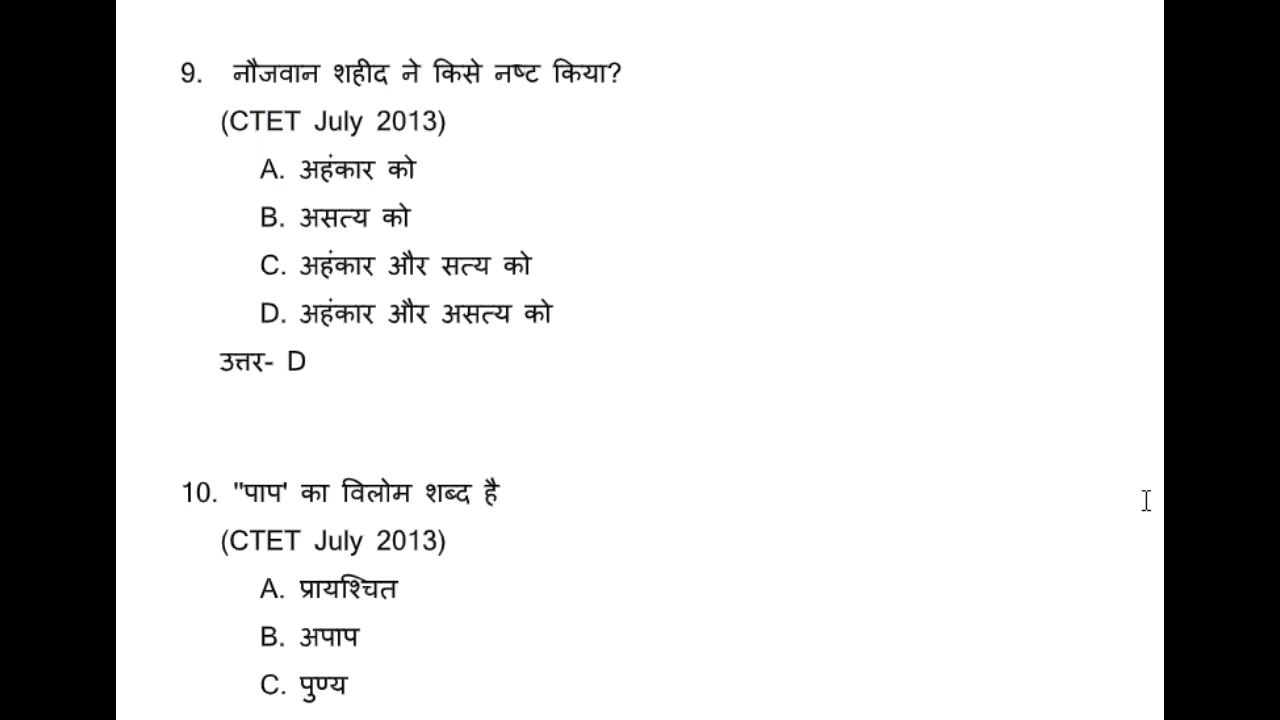 9. नौजवान शहीद ने किसे नष्ट किया?
(CTET July 2013)
A. अहंकार को
B. असत्य को
C. अहंकार और सत्य को
D. अहंकार और असत्य को
उत्तर- D
10. "पाप' का विलोम शब्द है
(CTET July 2013)
A. प्रायश्चित
B. अपाप
C. पुण्य